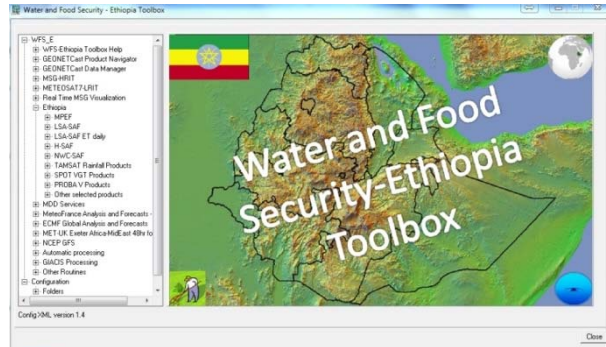 Water and Food Security - Ethiopia Toolbox
WFS_E
WFS-Ethiopia Toolbox Help
GEONETCast Product Navigator
GEONETCast Data Manager
MSG-HRIT
METEOSAT7-LRIT
Real Time MSG Visualization
Ethiopia
MPEF
LSA-SAF
LSA-SAF ET daily
H-SAF
NWC-SAF
TAMSAT Rainfall Products
SPOT VGT Products
PROBA V Products
Other selected products
MDD Services
MeteoFrance Analysis and Forecasts -
ECMF Global Analysis and Forecasts
MET-UK Exeter Africa-MidEast 48hr fo
NCEP GFS
Automatic processing
GIACIS Processing
Other Routines
Configuration
Folders
Water and Food
Security-Ethiopia
Toolbox
Config XML version 1.4
Close